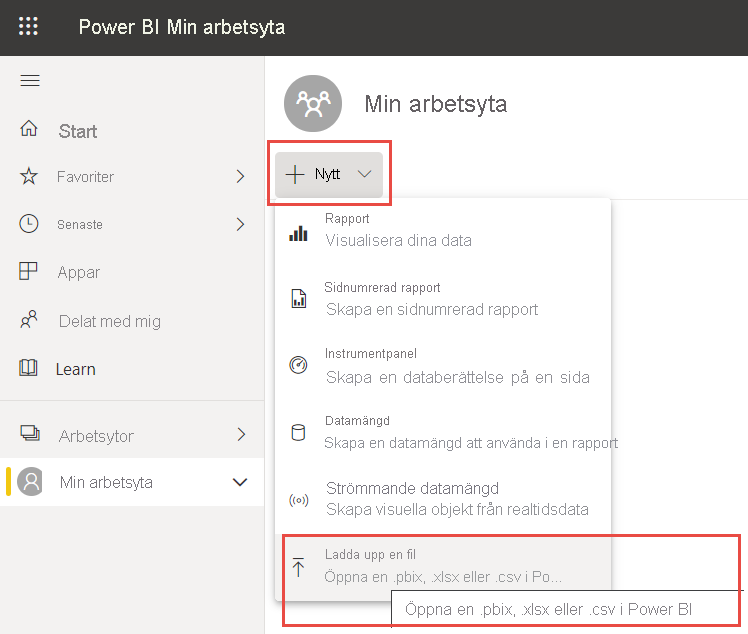 Power BI Min arbetsyta
Min arbetsyta
Start
Favoriter
Senaste
Appar
Delat med mig
Learn
Arbetsytor
Min arbetsyta
Nytt
Rapport
Visualisera dina data
Sidnumrerad rapport
Skapa en sidnumrerad rapport
Instrumentpanel
Skapa en databerättelse på en sida
Datamängd
Skapa en datamängd att använda i en rapport
Strömmande datamängd
Skapa visuella objekt från realtidsdata
Ladda upp en fil
Öppna en .pbix, .xlsx eller .csv i Po...
Öppna en .pbix, .xlsx eller .csv i Power BI